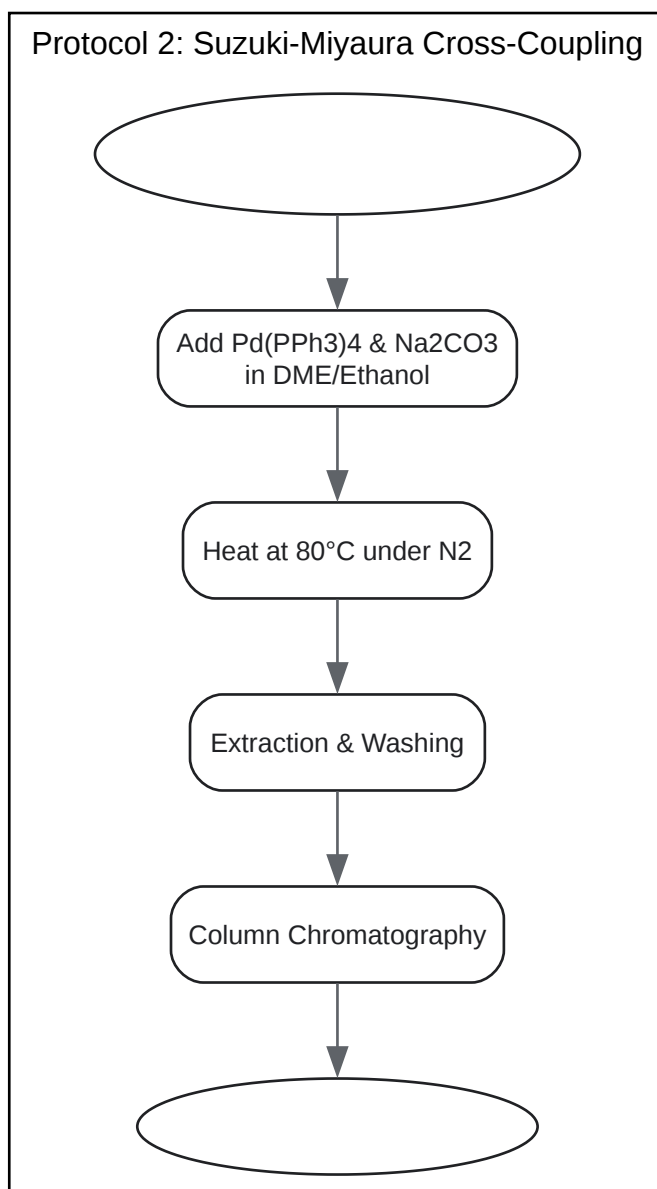 Protocol 2: Suzuki-Miyaura Cross-Coupling
Add Pd(PPh3)4 & Na2CO3
in DME/Ethanol
Heat at 80°C under N2
Extraction & Washing
Column Chromatography